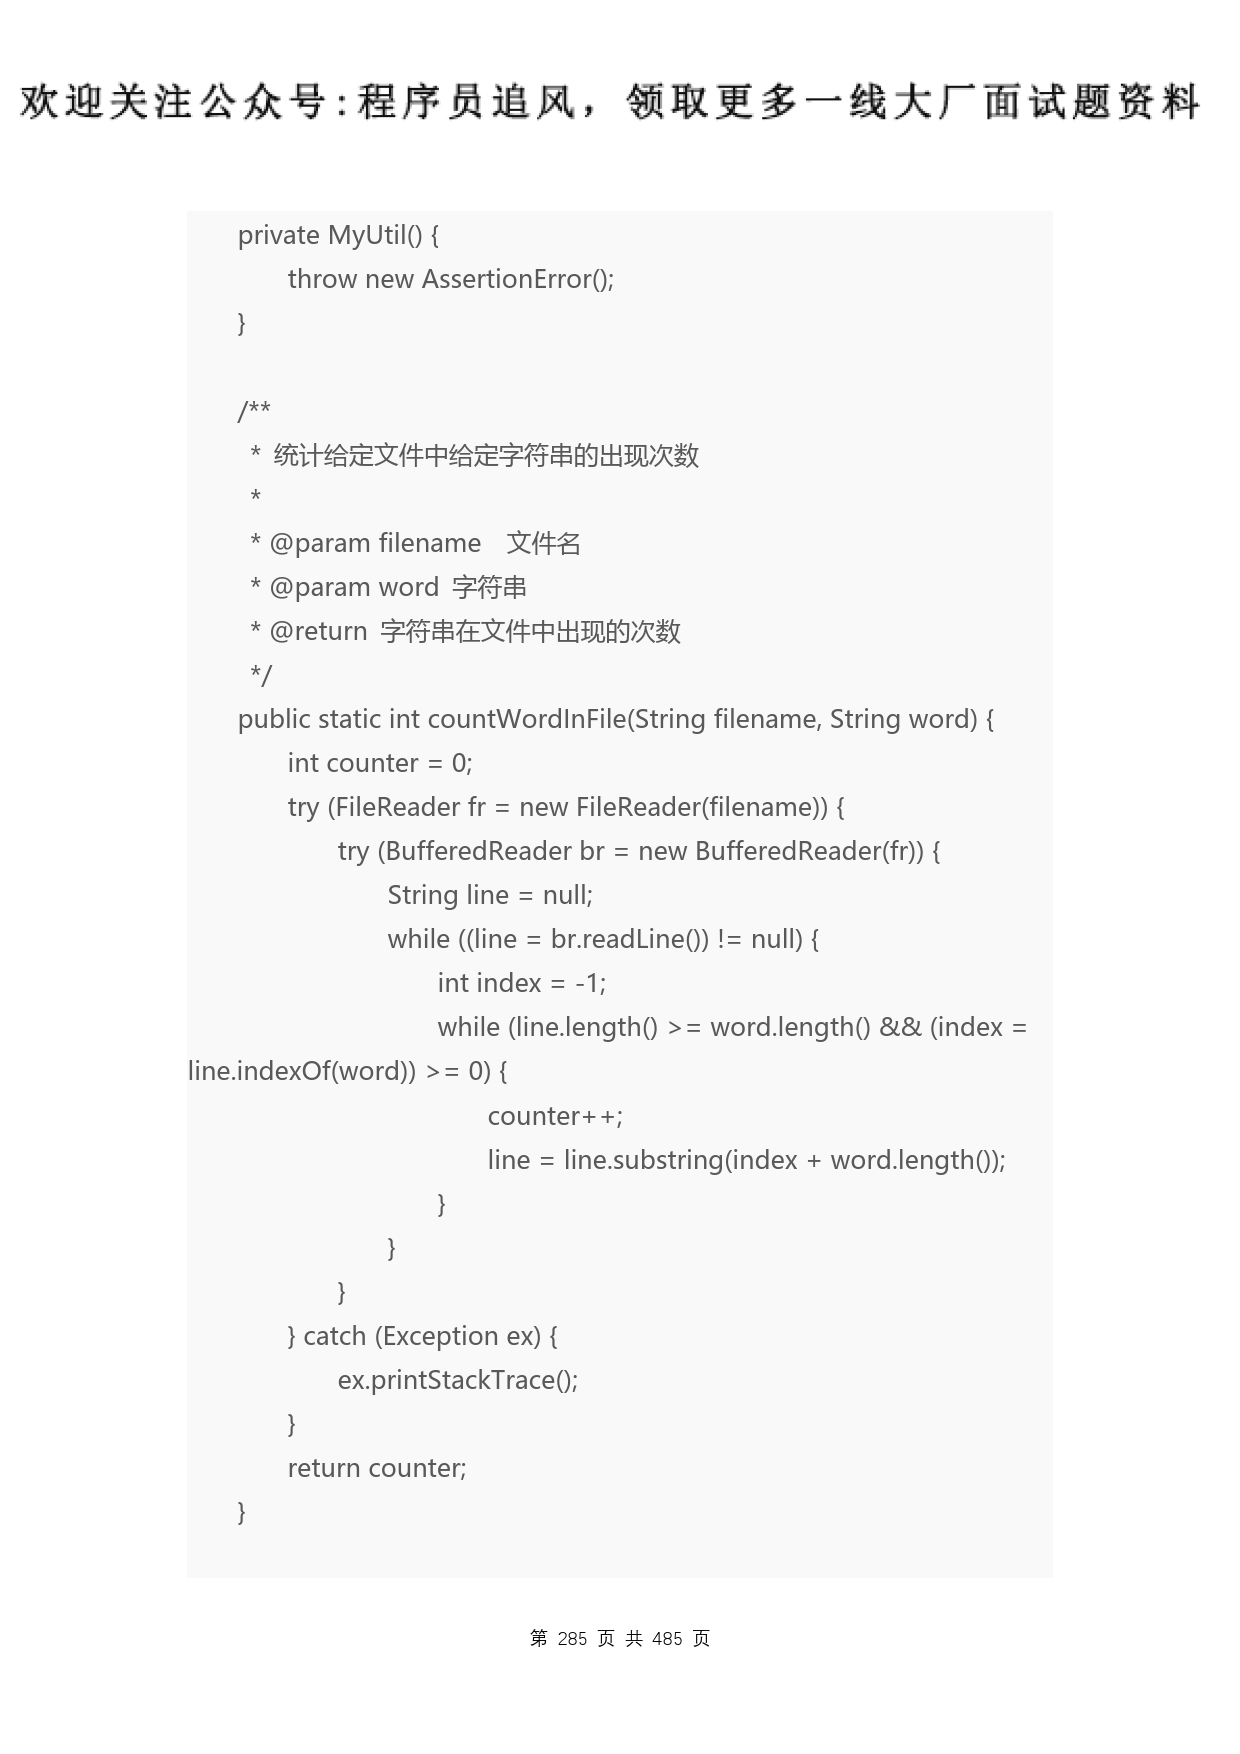 欢迎关注公众号:程序员追风，领取更多一线大厂面试题资料
private MyUtil() {
throw new AssertionError();
}
/**
* 统计给定文件中给定字符串的出现次数
*
* @param filename 文件名
* @param word 字符串
* @return 字符串在文件中出现的次数
*/
public static int countWordInFile(String filename, String word) {
int counter = 0;
try (FileReader fr = new FileReader(filename)) {
try (BufferedReader br = new BufferedReader(fr)) {
String line = null;
while ((line = br.readLine()) != null) {
int index = -1;
while (line.length() >= word.length() && (index =
line.indexOf(word)) >= 0) {
counter++;
line = line.substring(index + word.length());
}
}
}
} catch (Exception ex) {
ex.printStackTrace();
}
return counter;
}
第 285 页 共 485 页